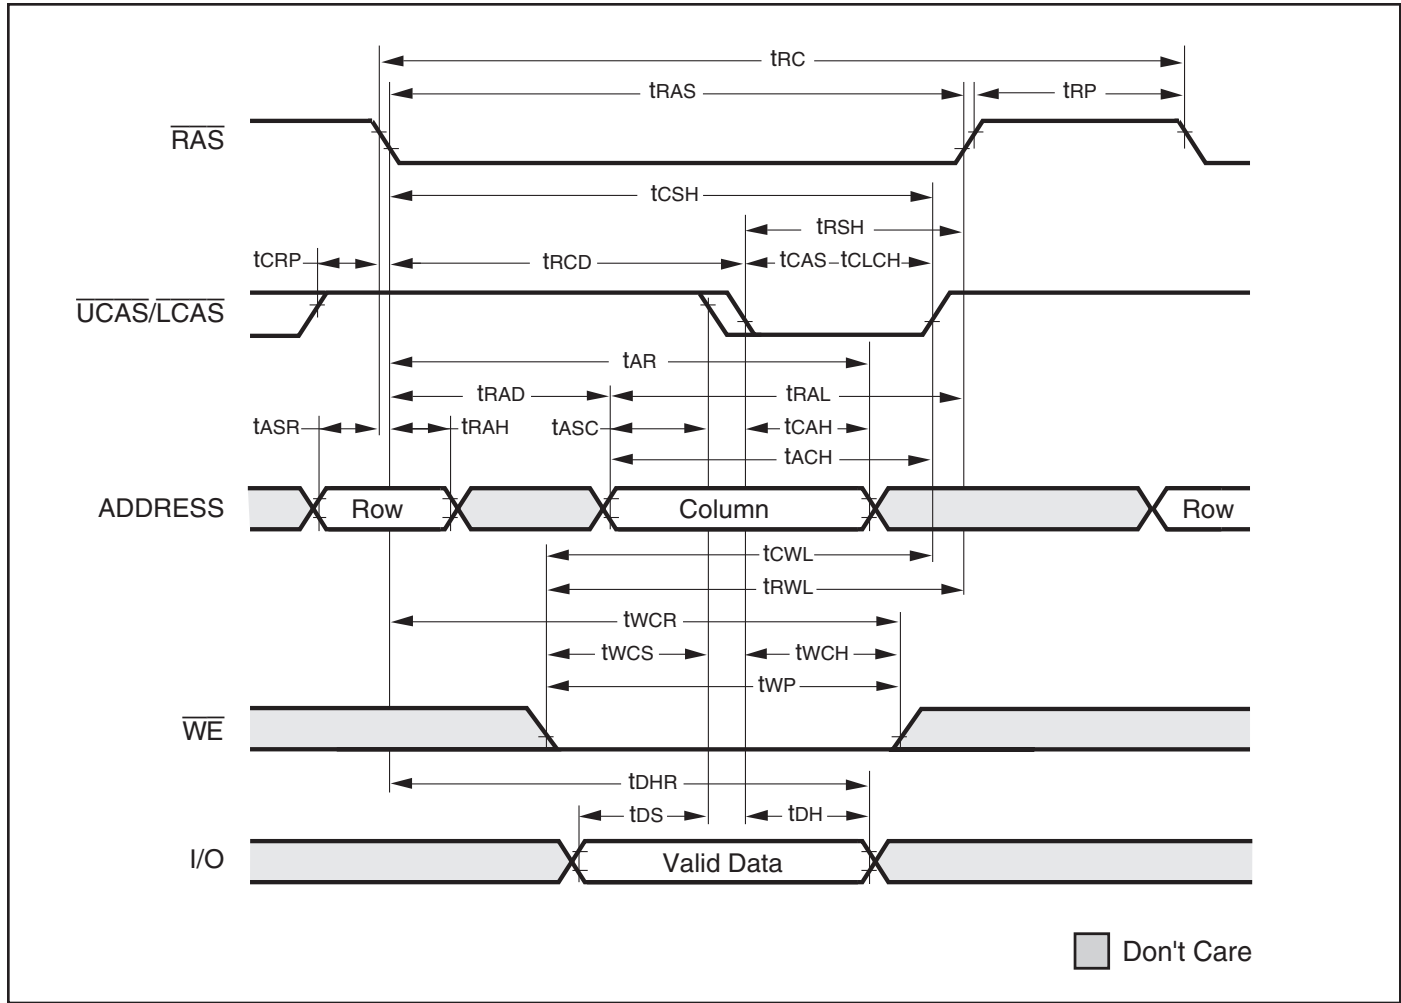 tRC
tRAS tRP
RAS
tCSH
tRSH
tCRP tRCD tCAS tCLCH
UCAS/LCAS
tAR
tRAD tRAL
tASR tRAH tASC tCAH
tACH
ADDRESS Row Column Row
tCWL
tRWL
tWCR
tWCS tWCH
tWP
WE
tDHR
tDS tDH
I/O Valid Data
Don't Care